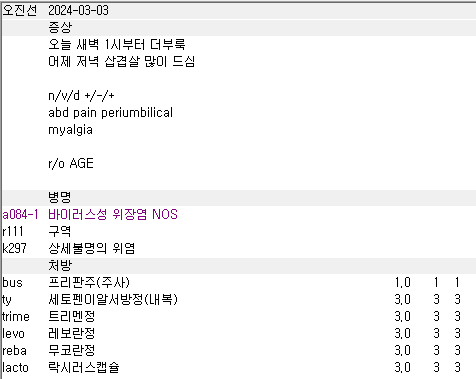 오진선 2024-03-03
증상
오늘 새벽 1시부터 더부룩
어제 저녁 삼겹살 많이 드심
n/v/d +/-/+
abd pain periumbilical
myalgia
r/o AGE
병명
a084-1 바이러스성 위장염 NOS
r111 구역
k297 상세불명의 위염
처방
bus 프리판주(주사) 1,0 1 1
ty 세토펜이알서방정(내복) 3,0 3 3
trime 트리멘정 3,0 3 3
levo 레보란정 3,0 3 3
reba 무코란정 3,0 3 3
lacto 락시러스캡슐 3,0 3 3